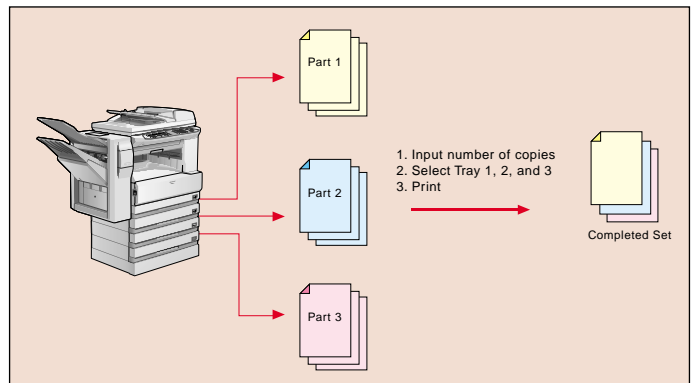 Part 1
Part 2
Part 3
1. Input number of copies
2. Select Tray 1, 2, and 3
3. Print
Completed Set